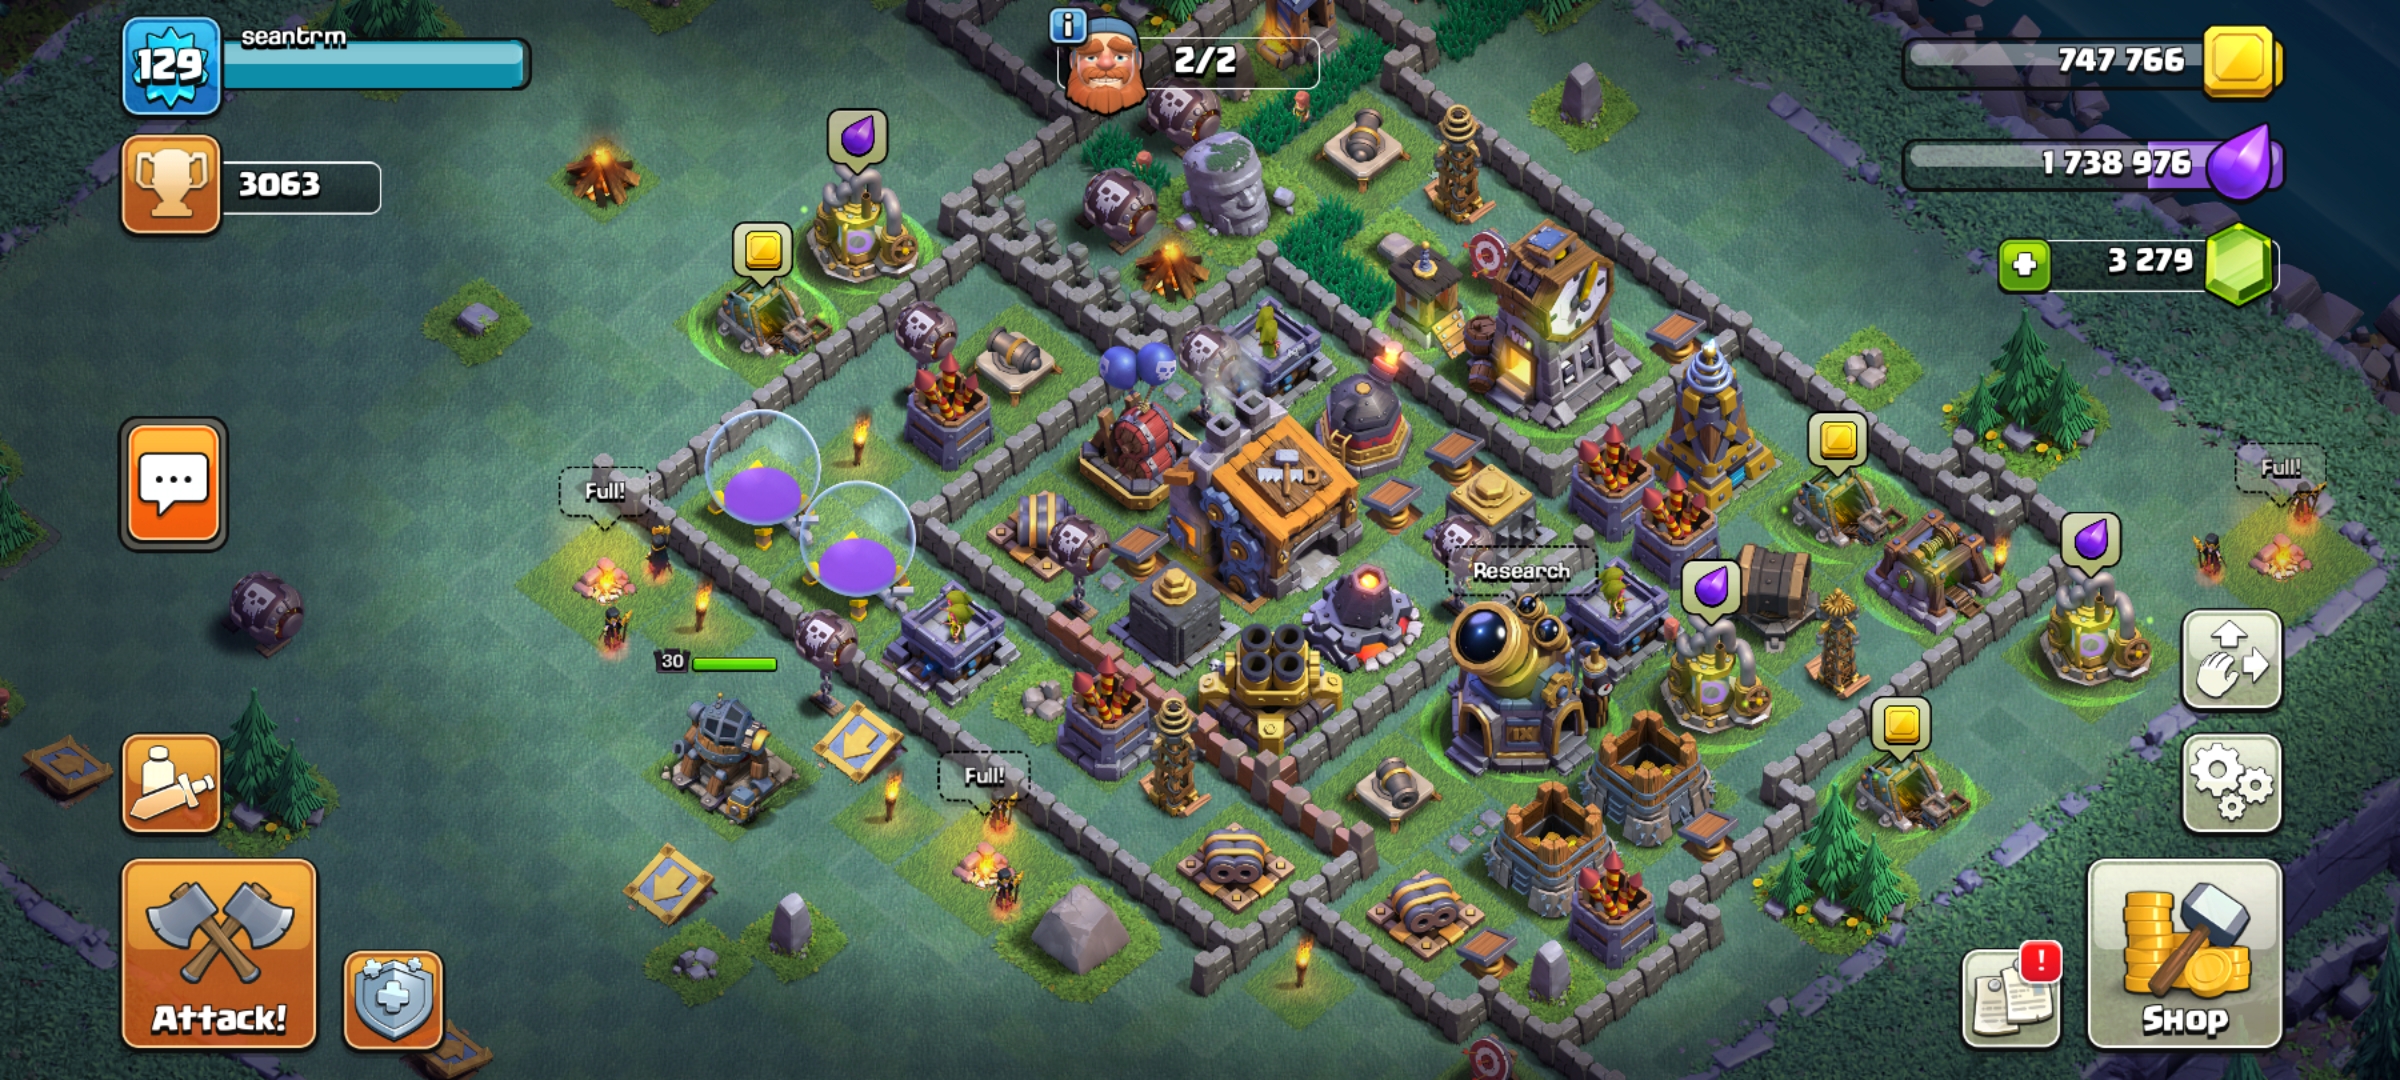 129
seantrm
2/2
747 766
3063
1 738 976
3 279
Full!
Full!
Research
30
Full!
Attack!
!
Shop